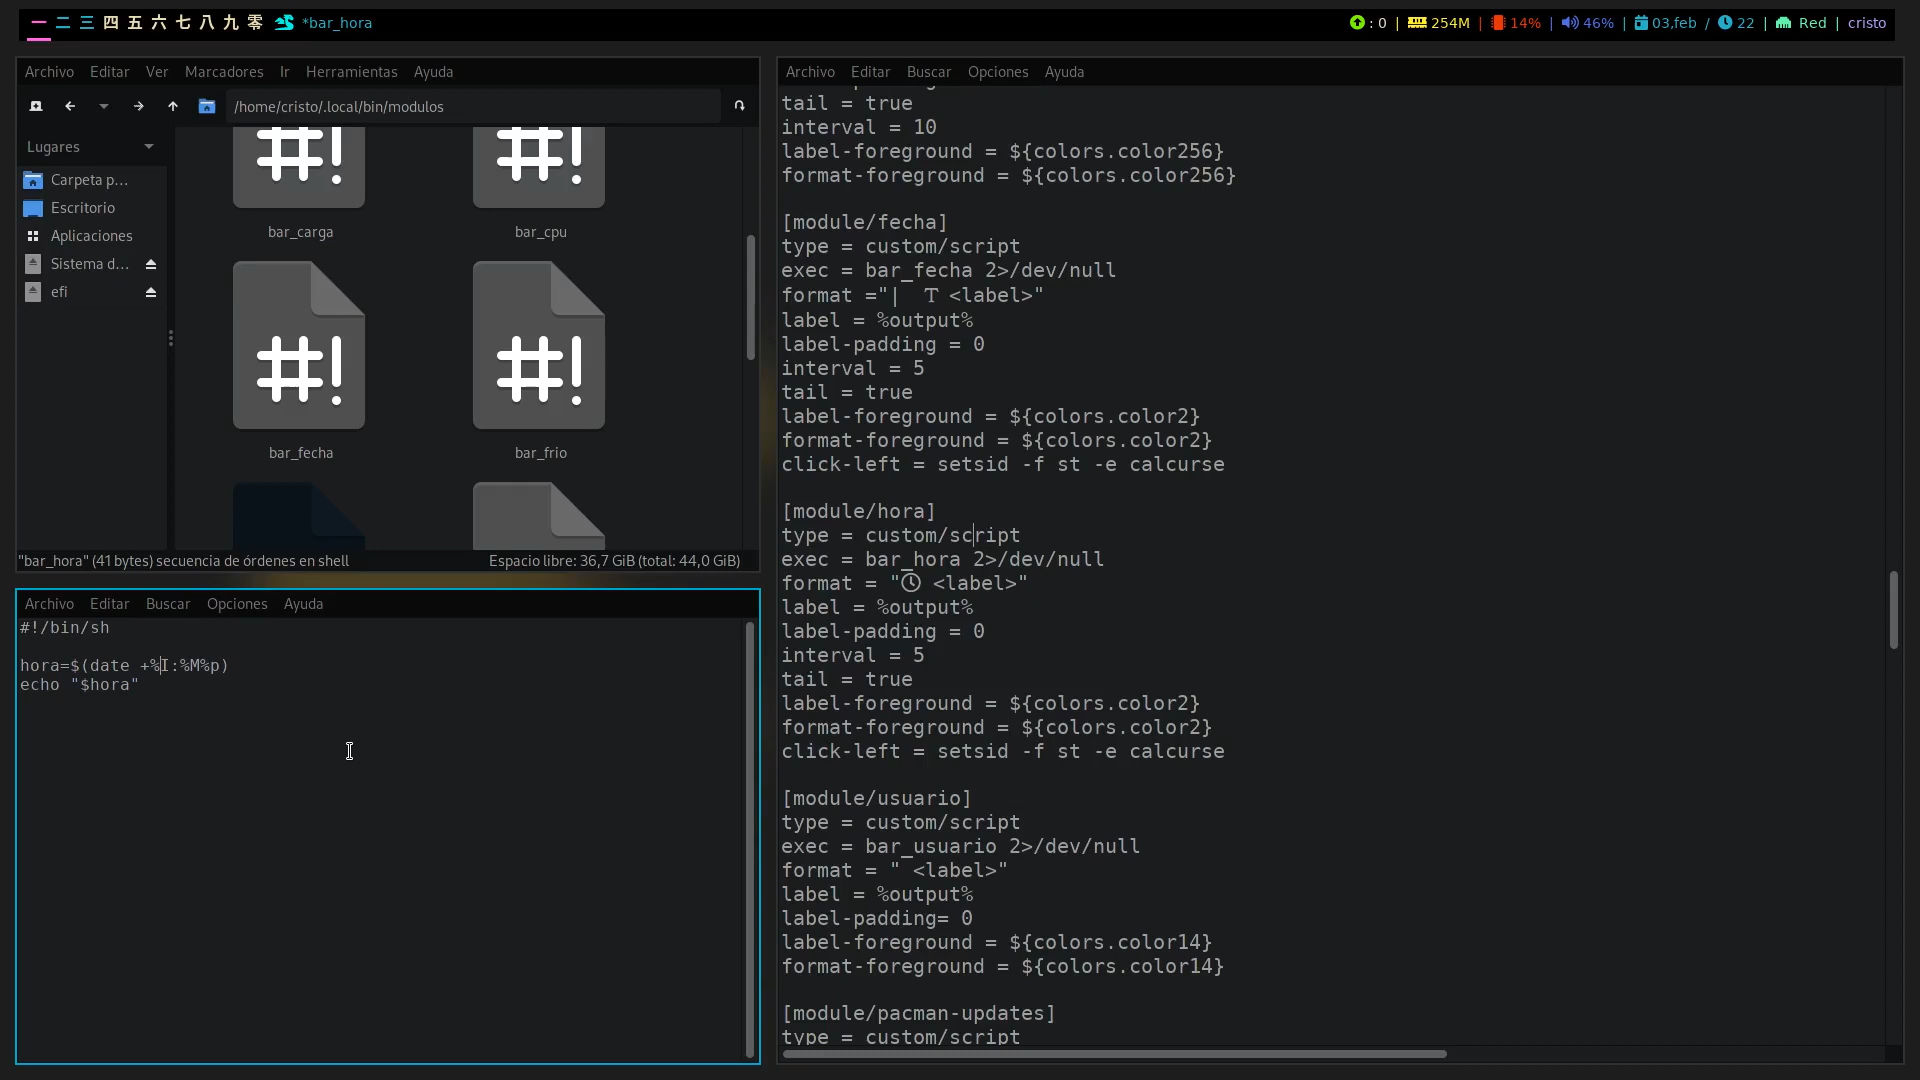 一 二 三 四 五 六 七 八 九 零 *bar_hora
: 0 | 254M | 14% | 46% | 03,feb / 22 | Red | cristo
Archivo Editar Ver Marcadores Ir Herramientas Ayuda
/home/cristo/.local/bin/modulos
Lugares
Carpeta p...
Escritorio
Aplicaciones
Sistema d...
efi
#! #!
bar_carga bar_cpu
#! #!
bar_fecha bar_frio
"bar_hora" (41 bytes) secuencia de órdenes en shell Espacio libre: 36,7 GiB (total: 44,0 GiB)
Archivo Editar Buscar Opciones Ayuda
#!/bin/sh
hora=$(date +%I:%M%p)
echo "$hora"
Archivo Editar Buscar Opciones Ayuda
tail = true
interval = 10
label-foreground = ${colors.color256}
format-foreground = ${colors.color256}
[module/fecha]
type = custom/script
exec = bar_fecha 2>/dev/null
format ="|  T <label>"
label = %output%
label-padding = 0
interval = 5
tail = true
label-foreground = ${colors.color2}
format-foreground = ${colors.color2}
click-left = setsid -f st -e calcurse
[module/hora]
type = custom/script
exec = bar_hora 2>/dev/null
format = "🕓 <label>"
label = %output%
label-padding = 0
interval = 5
tail = true
label-foreground = ${colors.color2}
format-foreground = ${colors.color2}
click-left = setsid -f st -e calcurse
[module/usuario]
type = custom/script
exec = bar_usuario 2>/dev/null
format = " <label>"
label = %output%
label-padding= 0
label-foreground = ${colors.color14}
format-foreground = ${colors.color14}
[module/pacman-updates]
type = custom/script